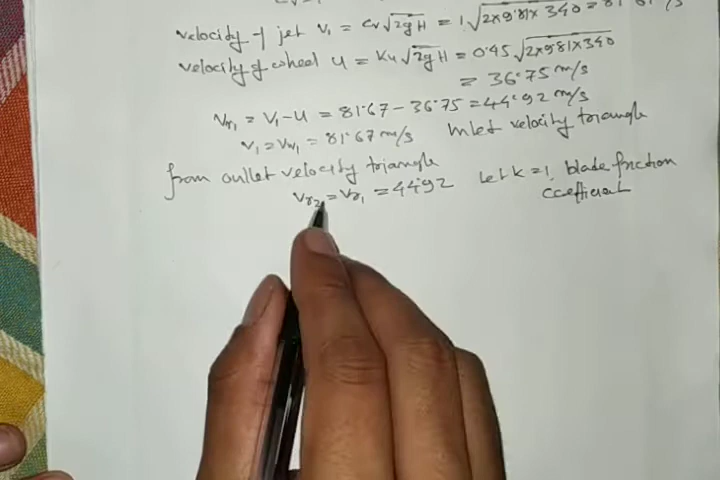 velocity of jet V₁ = Cv√2gH = 1√2×9.81×340 = 81.67 m/s
velocity of wheel u = Ku√2gH = 0.45√2×9.81×340
= 36.75 m/s
Vr₁ = V₁-u = 81.67-36.75 = 44.92 m/s
V₁ = Vw₁ = 81.67 m/s Inlet velocity triangle
from outlet velocity triangle
Vr₂ = Vr₁ = 44.92 Let k = 1, blade friction
coefficient